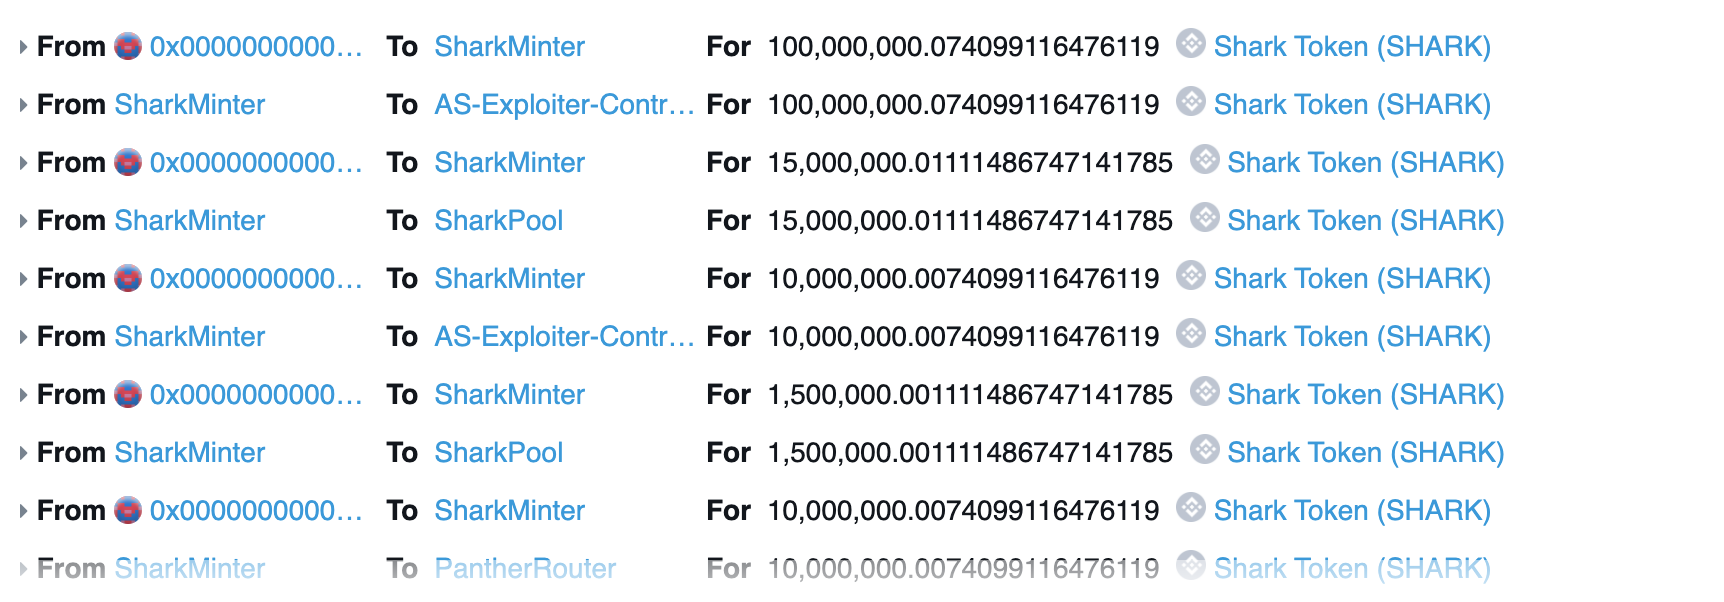 From 0x0000000000... To SharkMinter For 100,000,000.074099116476119 Shark Token (SHARK)
From SharkMinter To AS-Exploiter-Contr... For 100,000,000.074099116476119 Shark Token (SHARK)
From 0x0000000000... To SharkMinter For 15,000,000.01111486747141785 Shark Token (SHARK)
From SharkMinter To SharkPool For 15,000,000.01111486747141785 Shark Token (SHARK)
From 0x0000000000... To SharkMinter For 10,000,000.0074099116476119 Shark Token (SHARK)
From SharkMinter To AS-Exploiter-Contr... For 10,000,000.0074099116476119 Shark Token (SHARK)
From 0x0000000000... To SharkMinter For 1,500,000.001111486747141785 Shark Token (SHARK)
From SharkMinter To SharkPool For 1,500,000.001111486747141785 Shark Token (SHARK)
From 0x0000000000... To SharkMinter For 10,000,000.0074099116476119 Shark Token (SHARK)
From SharkMinter To PantherRouter For 10,000,000.0074099116476119 Shark Token (SHARK)